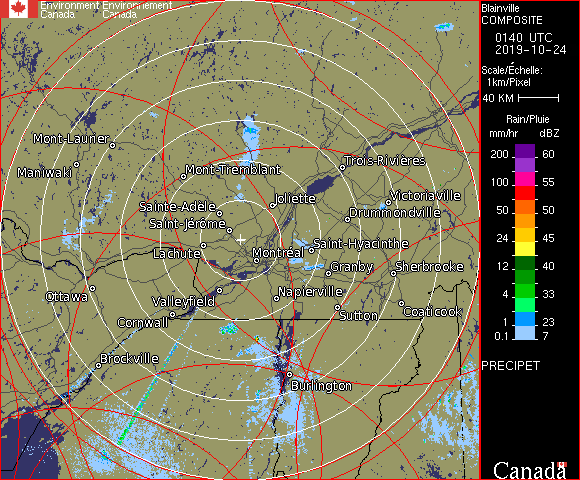 Environment Environnement
Canada Canada
Blainville
COMPOSITE
0140 UTC
2019-10-24
Scale/Échelle:
1km/Pixel
40 KM
Rain/Pluie
mm/hr dBZ
200 60
100 55
50 50
24 45
12 40
4 33
1 23
0.1 7
PRECIPET
Canada
Mont-Laurier
Maniwaki
Mont-Tremblant
Trois-Rivières
Sainte-Adèle
Joliette
Victoriaville
Drummondville
Saint-Jérôme
Lachute
Montréal
Saint-Hyacinthe
Granby
Sherbrooke
Ottawa
Valleyfield
Napierville
Cornwall
Sutton
Coaticook
Brockville
Burlington